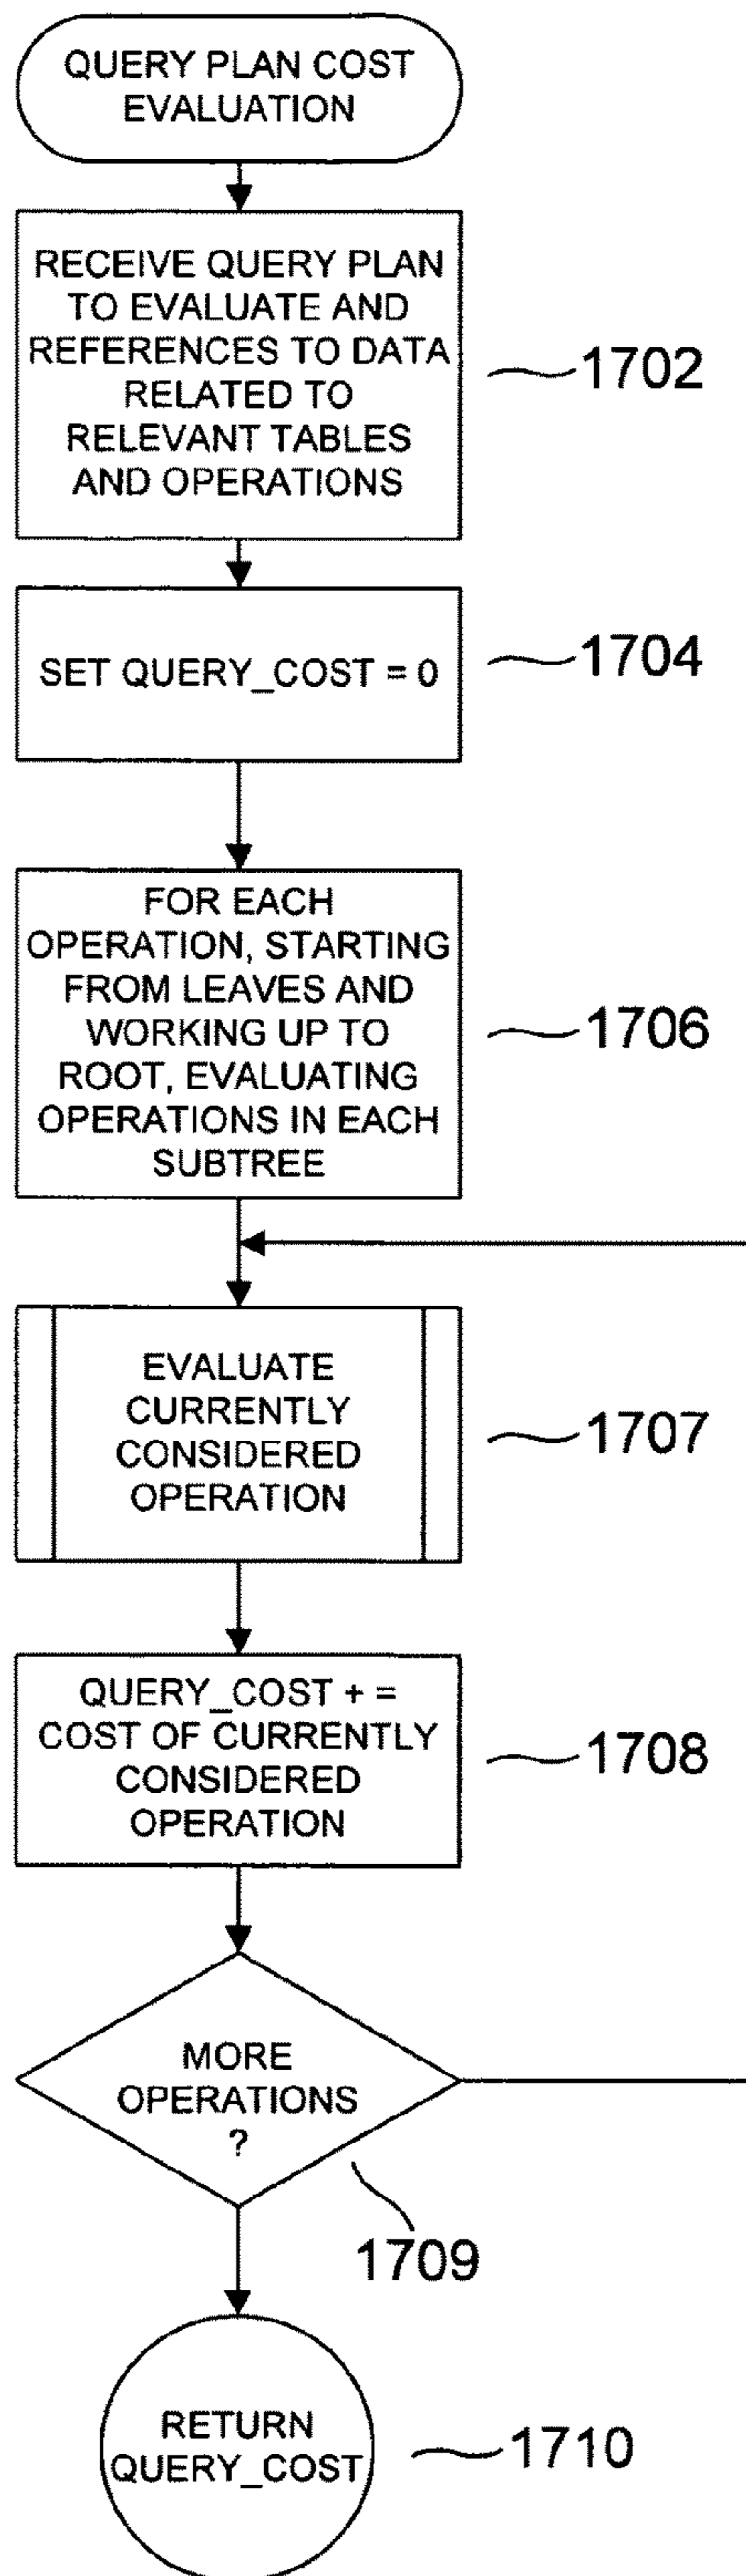 QUERY PLAN COST
EVALUATION
RECEIVE QUERY PLAN
TO EVALUATE AND
REFERENCES TO DATA
RELATED TO
RELEVANT TABLES
AND OPERATIONS
1702
SET QUERY_COST = 0
1704
FOR EACH
OPERATION, STARTING
FROM LEAVES AND
WORKING UP TO
ROOT, EVALUATING
OPERATIONS IN EACH
SUBTREE
1706
EVALUATE
CURRENTLY
CONSIDERED
OPERATION
1707
QUERY_COST + =
COST OF CURRENTLY
CONSIDERED
OPERATION
1708
MORE
OPERATIONS
?
1709
RETURN
QUERY_COST
1710